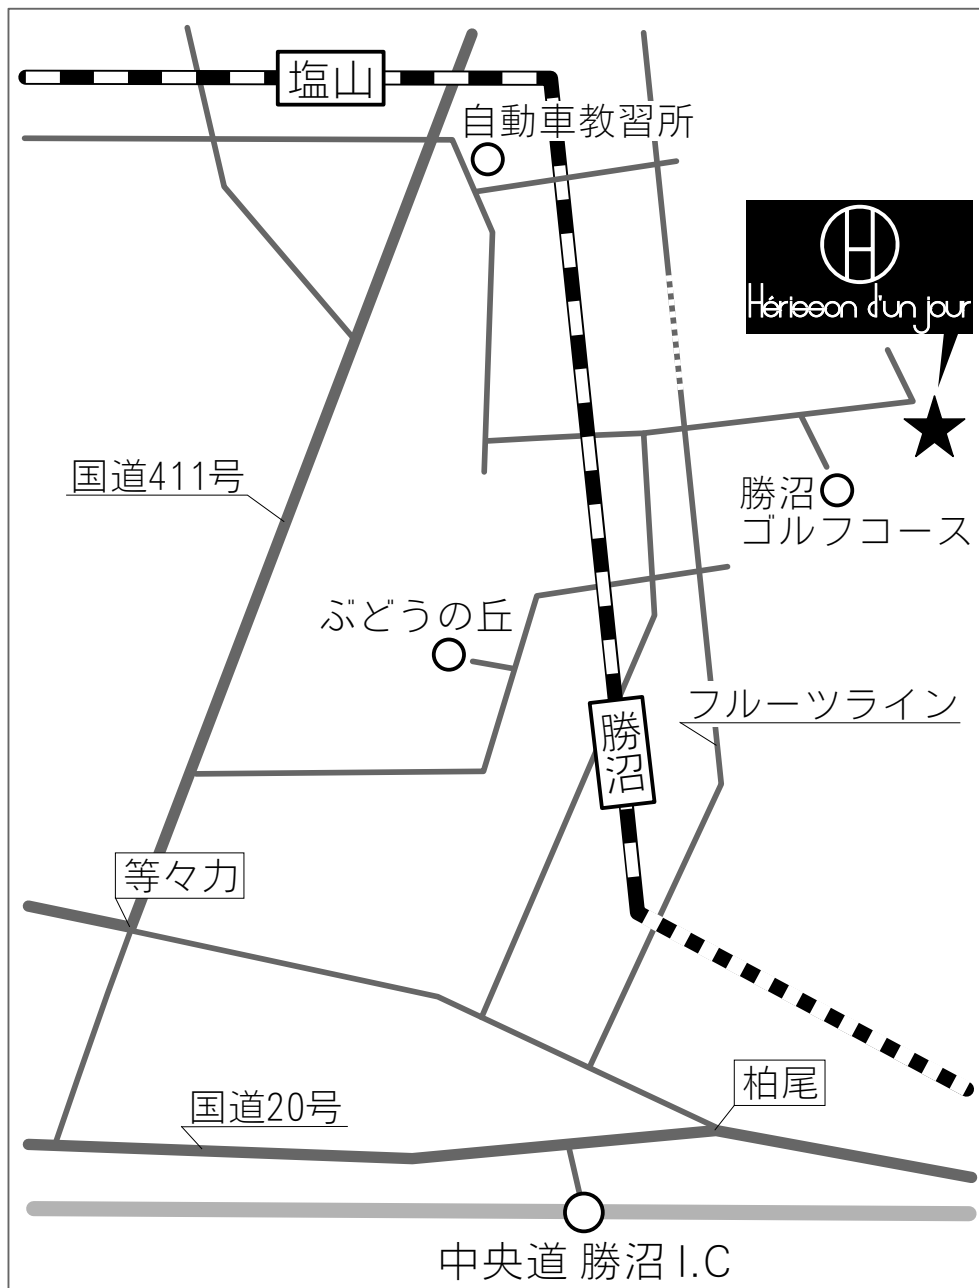 塩山
自動車教習所
H
Hérisson d'un jour
国道411号
勝沼
ゴルフコース
ぶどうの丘
フルーツライン
勝沼
等々力
柏尾
国道20号
中央道 勝沼 I.C